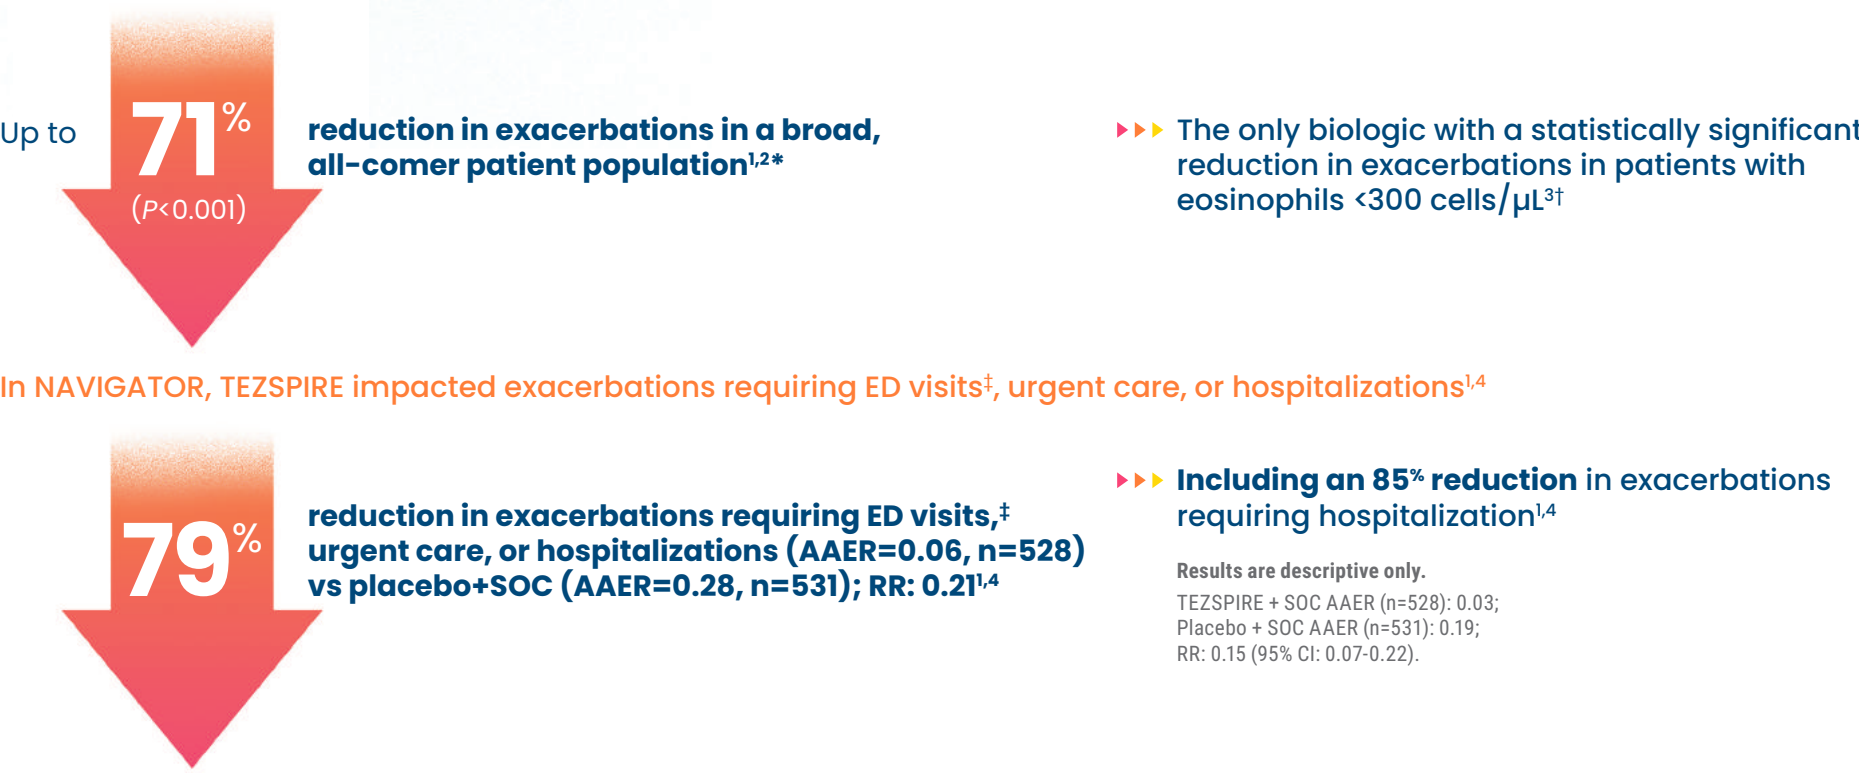 Up to
71%
(P<0.001)
reduction in exacerbations in a broad,
all-comer patient population1,2*
The only biologic with a statistically significant
reduction in exacerbations in patients with
eosinophils <300 cells/µL3†
In NAVIGATOR, TEZSPIRE impacted exacerbations requiring ED visits‡, urgent care, or hospitalizations1,4
79%
reduction in exacerbations requiring ED visits,‡
urgent care, or hospitalizations (AAER=0.06, n=528)
vs placebo+SOC (AAER=0.28, n=531); RR: 0.211,4
Including an 85% reduction in exacerbations
requiring hospitalization1,4
Results are descriptive only.
TEZSPIRE + SOC AAER (n=528): 0.03;
Placebo + SOC AAER (n=531): 0.19;
RR: 0.15 (95% CI: 0.07-0.22).